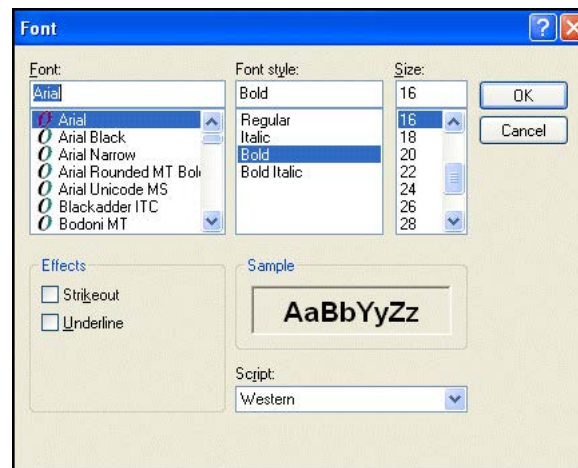 Font
Font:
Arial
Arial
Arial Black
Arial Narrow
Arial Rounded MT Bol
Arial Unicode MS
Blackadder ITC
Bodoni MT
Font style:
Bold
Regular
Italic
Bold
Bold Italic
Size:
16
16
18
20
22
24
26
28
OK
Cancel
Effects
Strikeout
Underline
Sample
AaBbYyZz
Script:
Western